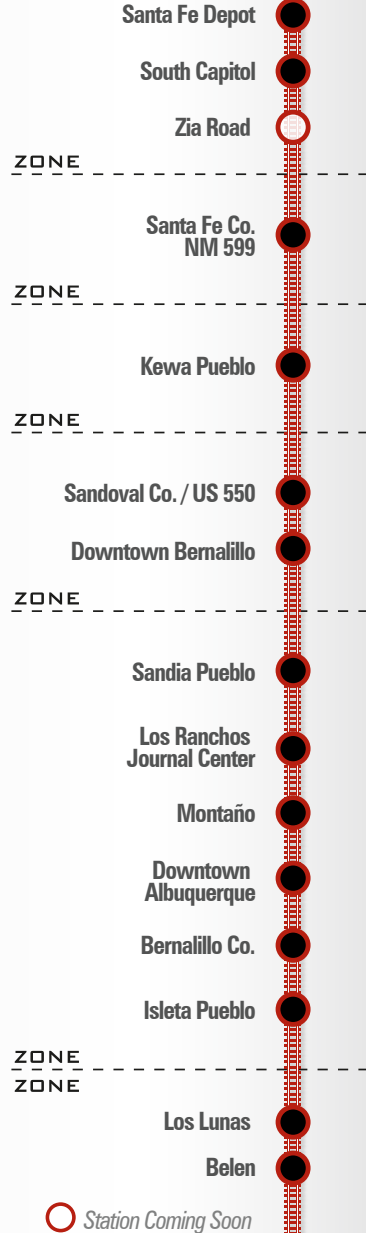 Santa Fe Depot
South Capitol
Zia Road
ZONE
Santa Fe Co.
NM 599
ZONE
Kewa Pueblo
ZONE
Sandoval Co. / US 550
Downtown Bernalillo
ZONE
Sandia Pueblo
Los Ranchos
Journal Center
Montaño
Downtown
Albuquerque
Bernalillo Co.
Isleta Pueblo
ZONE
ZONE
Los Lunas
Belen
Station Coming Soon